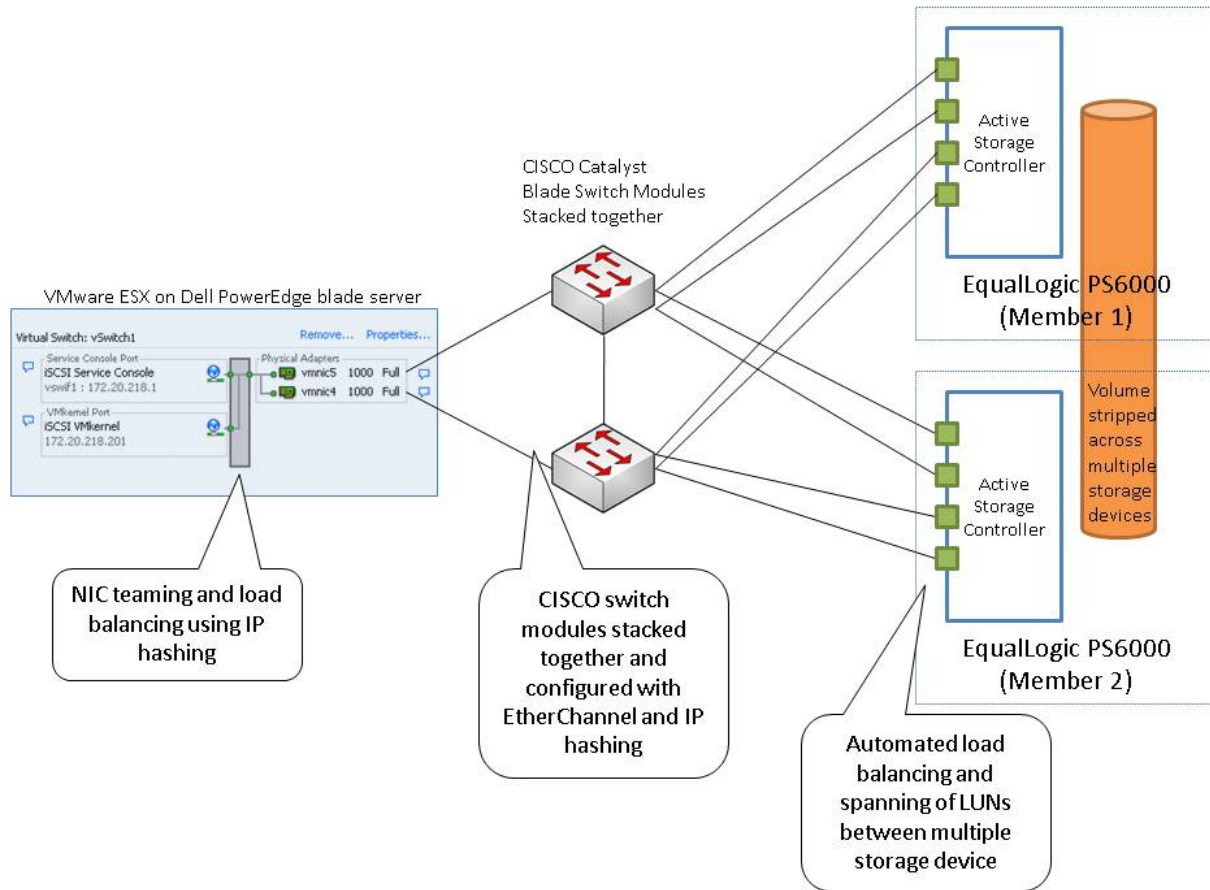 CISCO Catalyst
Blade Switch Modules
Stacked together
VMware ESX on Dell PowerEdge blade server
Virtual Switch: vSwitch1
Remove... Properties...
Service Console Port
iSCSI Service Console
vswif1 : 172.20.218.1
VMkernel Port
iSCSI VMkernel
172.20.218.201
Physical Adapters
vmnic5 1000 Full
vmnic4 1000 Full
Active
Storage
Controller
EqualLogic PS6000
(Member 1)
Active
Storage
Controller
EqualLogic PS6000
(Member 2)
Volume
stripped
across
multiple
storage
devices
NIC teaming and load
balancing using IP
hashing
CISCO switch
modules stacked
together and
configured with
EtherChannel and IP
hashing
Automated load
balancing and
spanning of LUNs
between multiple
storage device